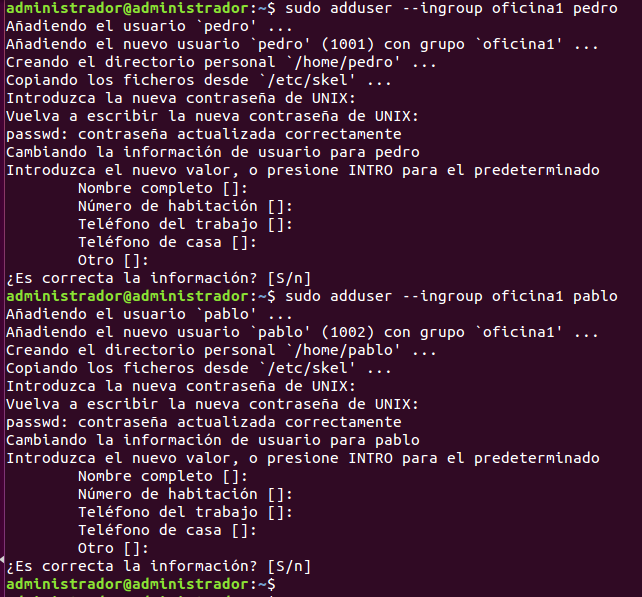 administrador@administrador:~$ sudo adduser --ingroup oficina1 pedro
Añadiendo el usuario `pedro' ...
Añadiendo el nuevo usuario `pedro' (1001) con grupo `oficina1' ...
Creando el directorio personal `/home/pedro' ...
Copiando los ficheros desde `/etc/skel' ...
Introduzca la nueva contraseña de UNIX:
Vuelva a escribir la nueva contraseña de UNIX:
passwd: contraseña actualizada correctamente
Cambiando la información de usuario para pedro
Introduzca el nuevo valor, o presione INTRO para el predeterminado
        Nombre completo []:
        Número de habitación []:
        Teléfono del trabajo []:
        Teléfono de casa []:
        Otro []:
¿Es correcta la información? [S/n]
administrador@administrador:~$ sudo adduser --ingroup oficina1 pablo
Añadiendo el usuario `pablo' ...
Añadiendo el nuevo usuario `pablo' (1002) con grupo `oficina1' ...
Creando el directorio personal `/home/pablo' ...
Copiando los ficheros desde `/etc/skel' ...
Introduzca la nueva contraseña de UNIX:
Vuelva a escribir la nueva contraseña de UNIX:
passwd: contraseña actualizada correctamente
Cambiando la información de usuario para pablo
Introduzca el nuevo valor, o presione INTRO para el predeterminado
        Nombre completo []:
        Número de habitación []:
        Teléfono del trabajo []:
        Teléfono de casa []:
        Otro []:
¿Es correcta la información? [S/n]
administrador@administrador:~$